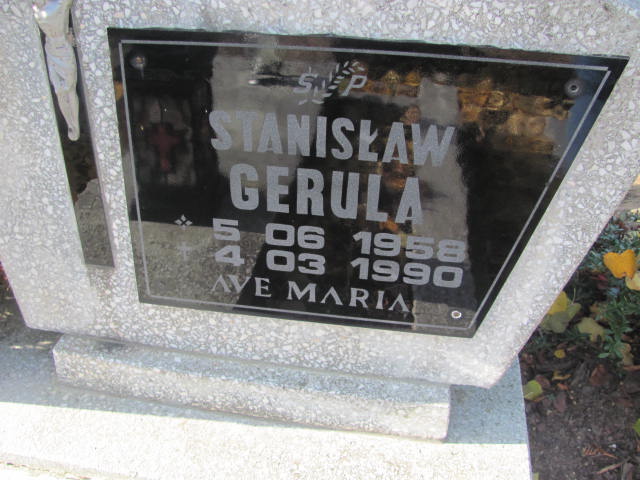 Ś P
STANISŁAW
GERULA
5 06 1958
4 03 1990
AVE MARIA